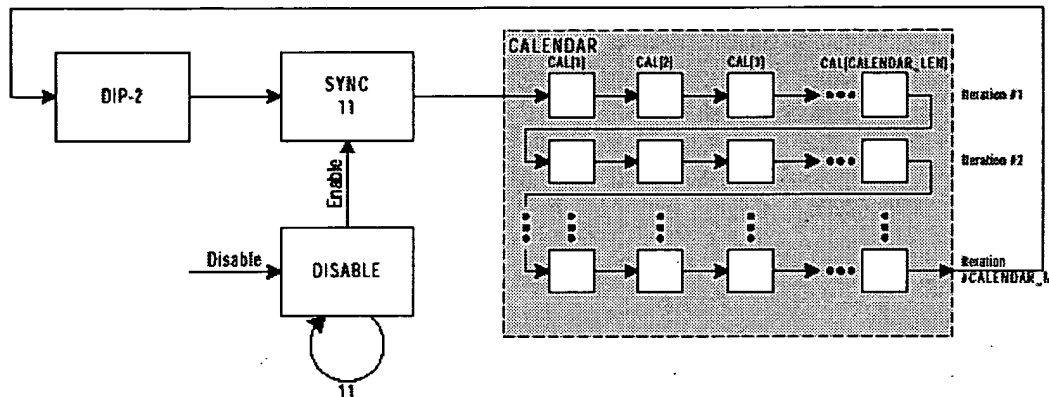 CALENDAR
CAL[1] CAL[2] CAL[3] CAL[CALENDAR_LEN]
DIP-2
SYNC
11
Iteration #1
Iteration #2
Enable
Disable
DISABLE
Iteration
#CALENDAR_
11